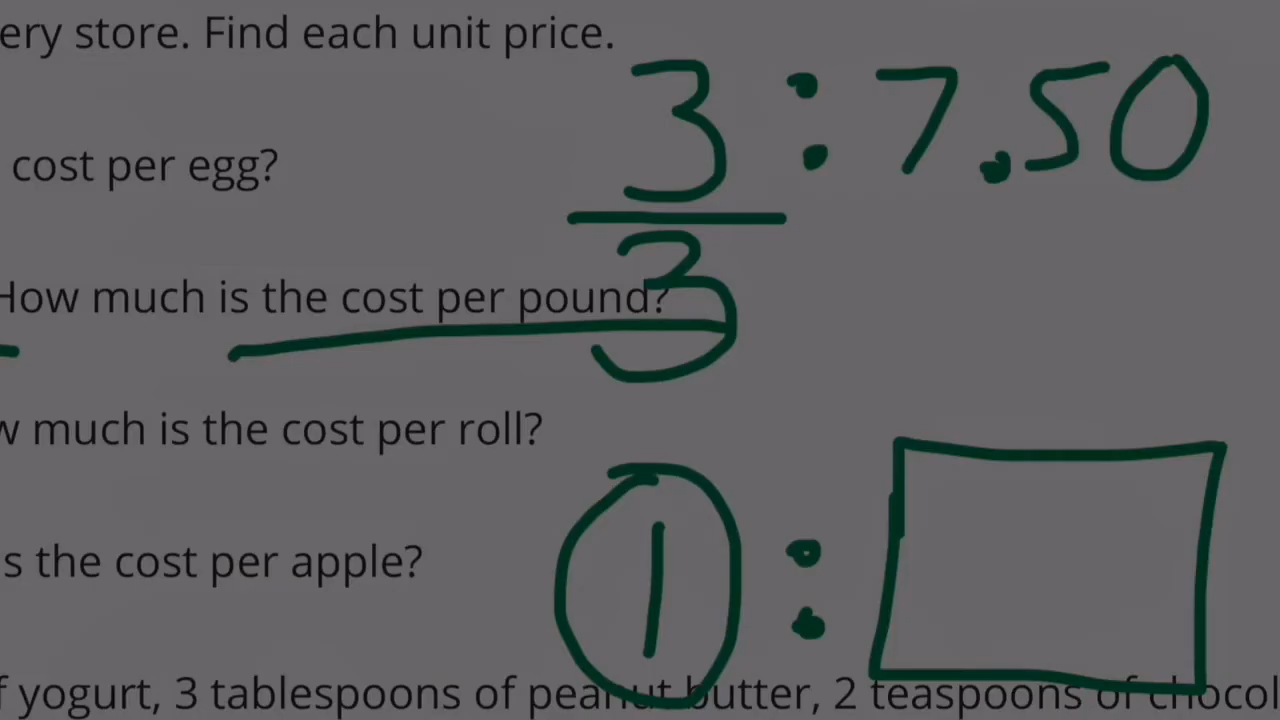 ery store. Find each unit price.
3 : 7.50
cost per egg?
3
How much is the cost per pound?
w much is the cost per roll?
1 :
s the cost per apple?
f yogurt, 3 tablespoons of peanut butter, 2 teaspoons of chocol